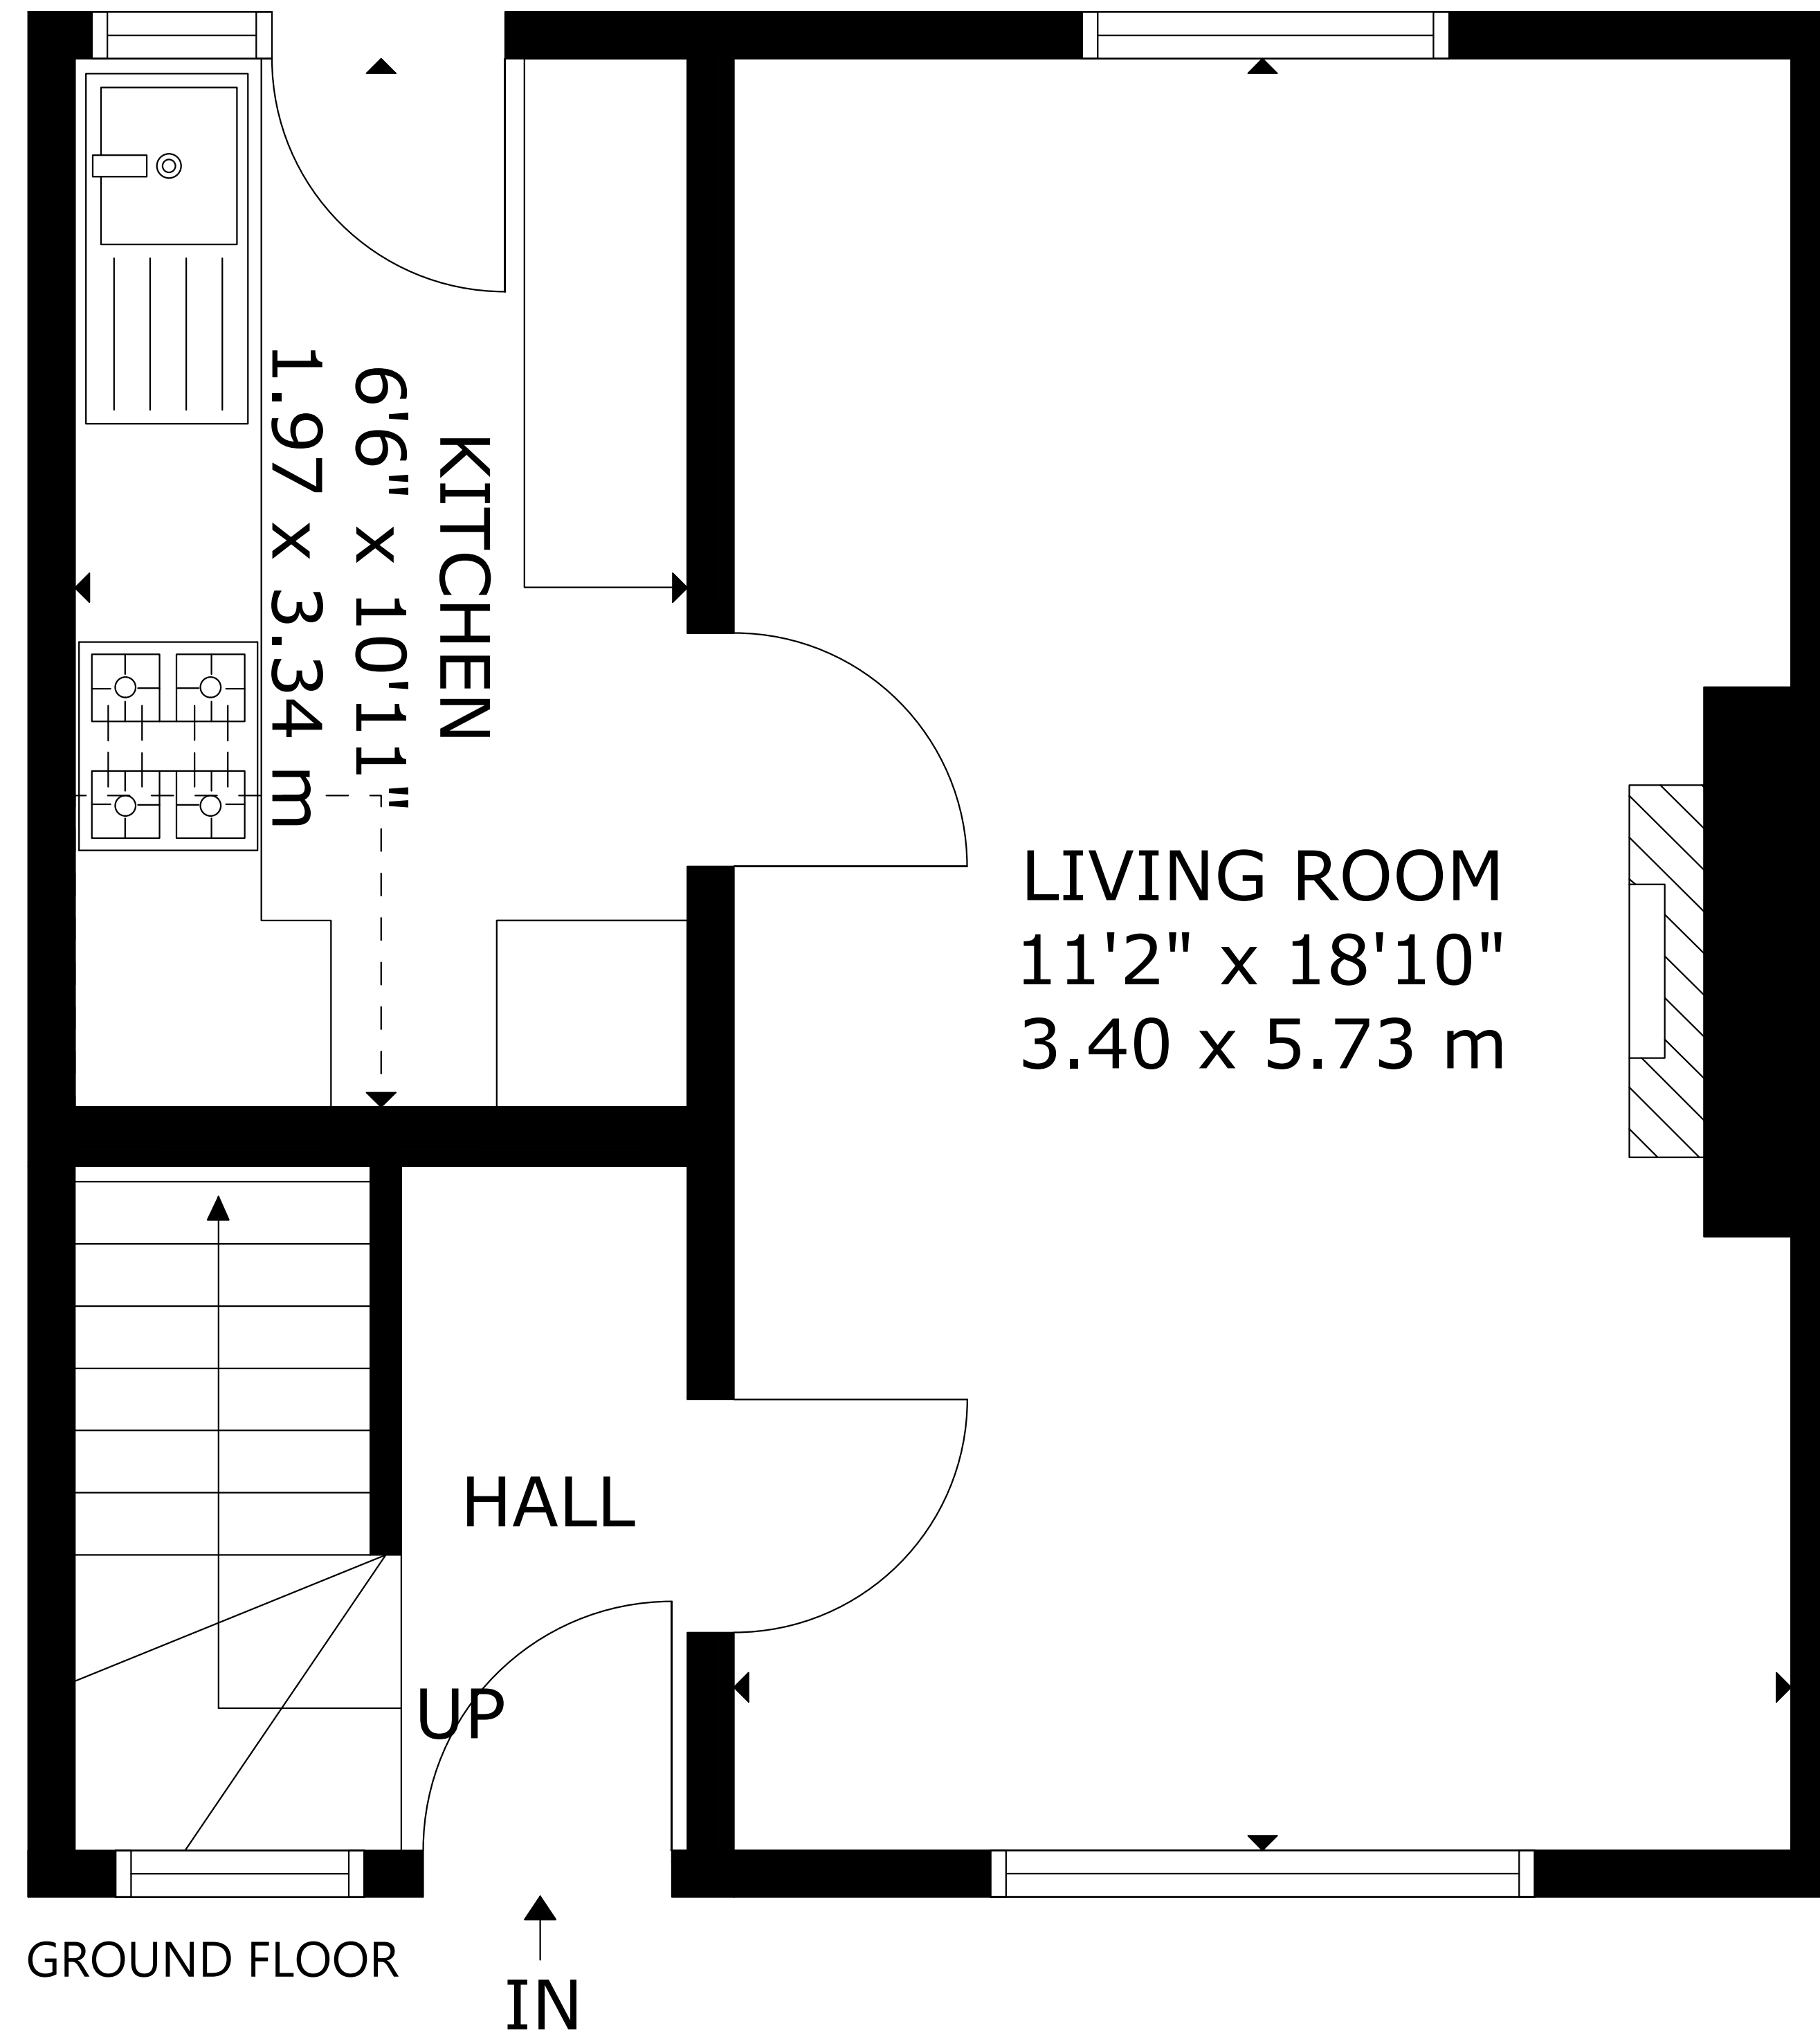 KITCHEN
6'6" x 10'11"
1.97 x 3.34 m
LIVING ROOM
11'2" x 18'10"
3.40 x 5.73 m
HALL
UP
GROUND FLOOR
IN